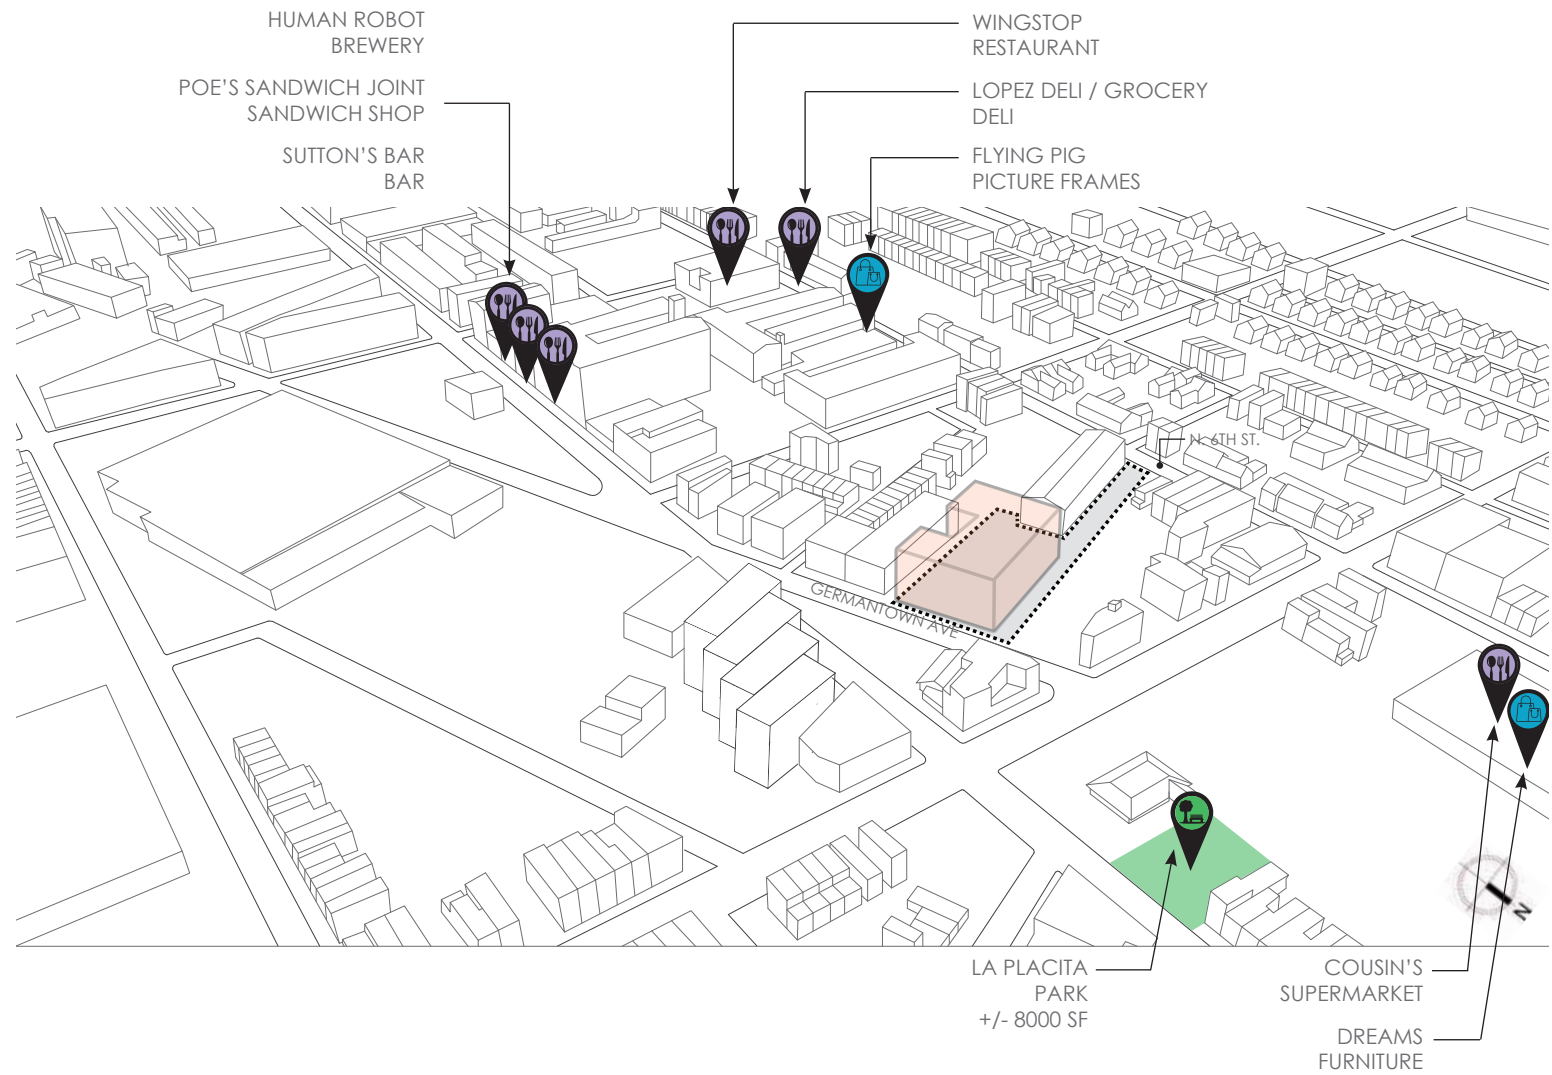 HUMAN ROBOT
BREWERY
POE'S SANDWICH JOINT
SANDWICH SHOP
SUTTON'S BAR
BAR
WINGSTOP
RESTAURANT
LOPEZ DELI / GROCERY
DELI
FLYING PIG
PICTURE FRAMES
N. 6TH ST.
GERMANTOWN AVE
N
LA PLACITA
PARK
+/- 8000 SF
COUSIN'S
SUPERMARKET
DREAMS
FURNITURE